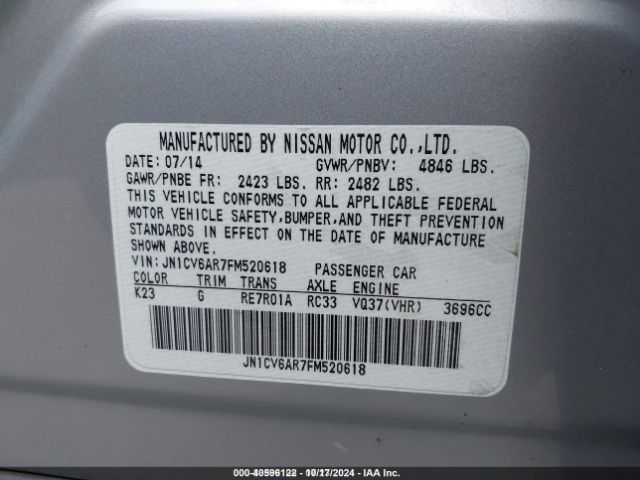 MANUFACTURED BY NISSAN MOTOR CO.,LTD.
DATE: 07/14 GVWR/PNBV: 4846 LBS.
GAWR/PNBE FR: 2423 LBS. RR: 2482 LBS.
THIS VEHICLE CONFORMS TO ALL APPLICABLE FEDERAL
MOTOR VEHICLE SAFETY,BUMPER,AND THEFT PREVENTION
STANDARDS IN EFFECT ON THE DATE OF MANUFACTURE
SHOWN ABOVE.
VIN: JN1CV6AR7FM520618 PASSENGER CAR
COLOR TRIM TRANS AXLE ENGINE
K23 G RE7R01A RC33 VQ37(VHR) 3696CC
JN1CV6AR7FM520618
10/17/2024 - IAA Inc.